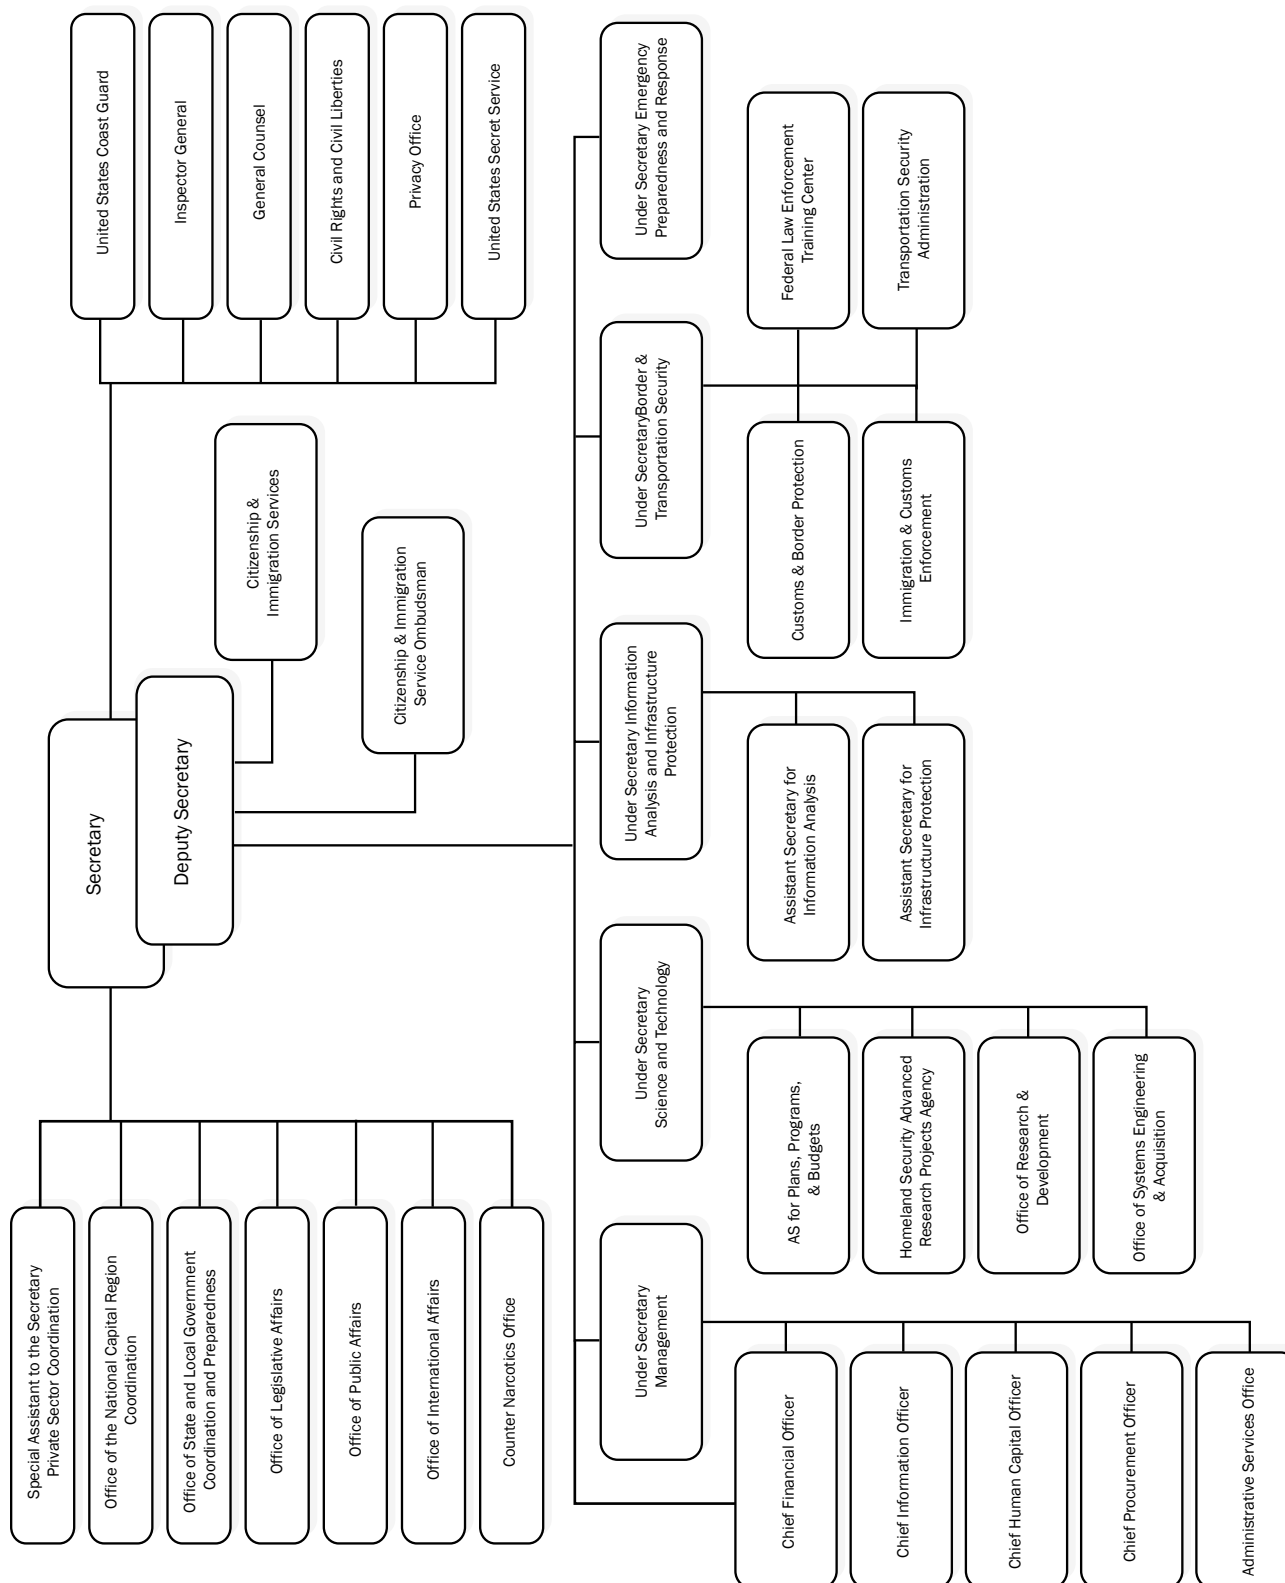 Secretary
Deputy Secretary
Special Assistant to the Secretary
Private Sector Coordination
Office of the National Capital Region
Coordination
Office of State and Local Government
Coordination and Preparedness
Office of Legislative Affairs
Office of Public Affairs
Office of International Affairs
Counter Narcotics Office
United States Coast Guard
Inspector General
General Counsel
Civil Rights and Civil Liberties
Privacy Office
United States Secret Service
Citizenship &
Immigration Services
Citizenship & Immigration
Service Ombudsman
Under Secretary
Management
Under Secretary
Science and Technology
Under Secretary Information
Analysis and Infrastructure
Protection
Under SecretaryBorder &
Transportation Security
Under Secretary Emergency
Preparedness and Response
Chief Financial Officer
Chief Information Officer
Chief Human Capital Officer
Chief Procurement Officer
Administrative Services Office
AS for Plans, Programs,
& Budgets
Homeland Security Advanced
Research Projects Agency
Office of Research &
Development
Office of Systems Engineering
& Acquisition
Assistant Secretary for
Information Analysis
Assistant Secretary for
Infrastructure Protection
Customs & Border Protection
Immigration & Customs
Enforcement
Federal Law Enforcement
Training Center
Transportation Security
Administration